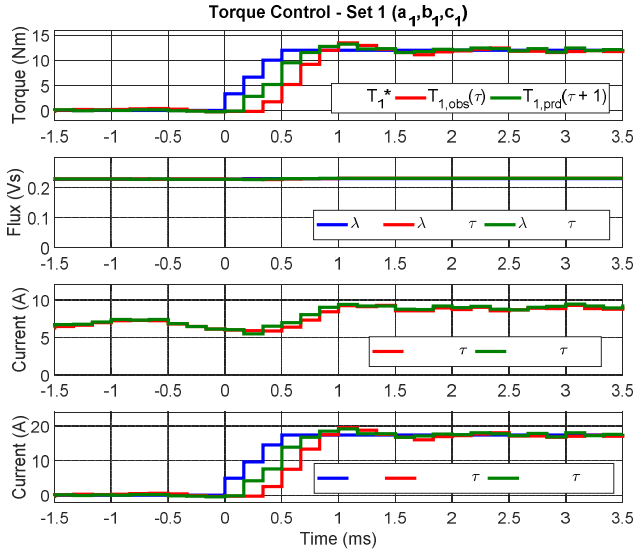 Torque Control - Set 1 (a1,b1,c1)
Torque (Nm)
15
10
5
0
T1* T1,obs(τ) T1,prd(τ + 1)
-1.5 -1 -0.5 0 0.5 1 1.5 2 2.5 3 3.5
Flux (Vs)
0.2
0.1
0
λ λ τ λ τ
-1.5 -1 -0.5 0 0.5 1 1.5 2 2.5 3 3.5
Current (A)
10
5
0
τ τ
-1.5 -1 -0.5 0 0.5 1 1.5 2 2.5 3 3.5
Current (A)
20
10
0
τ τ
-1.5 -1 -0.5 0 0.5 1 1.5 2 2.5 3 3.5
Time (ms)